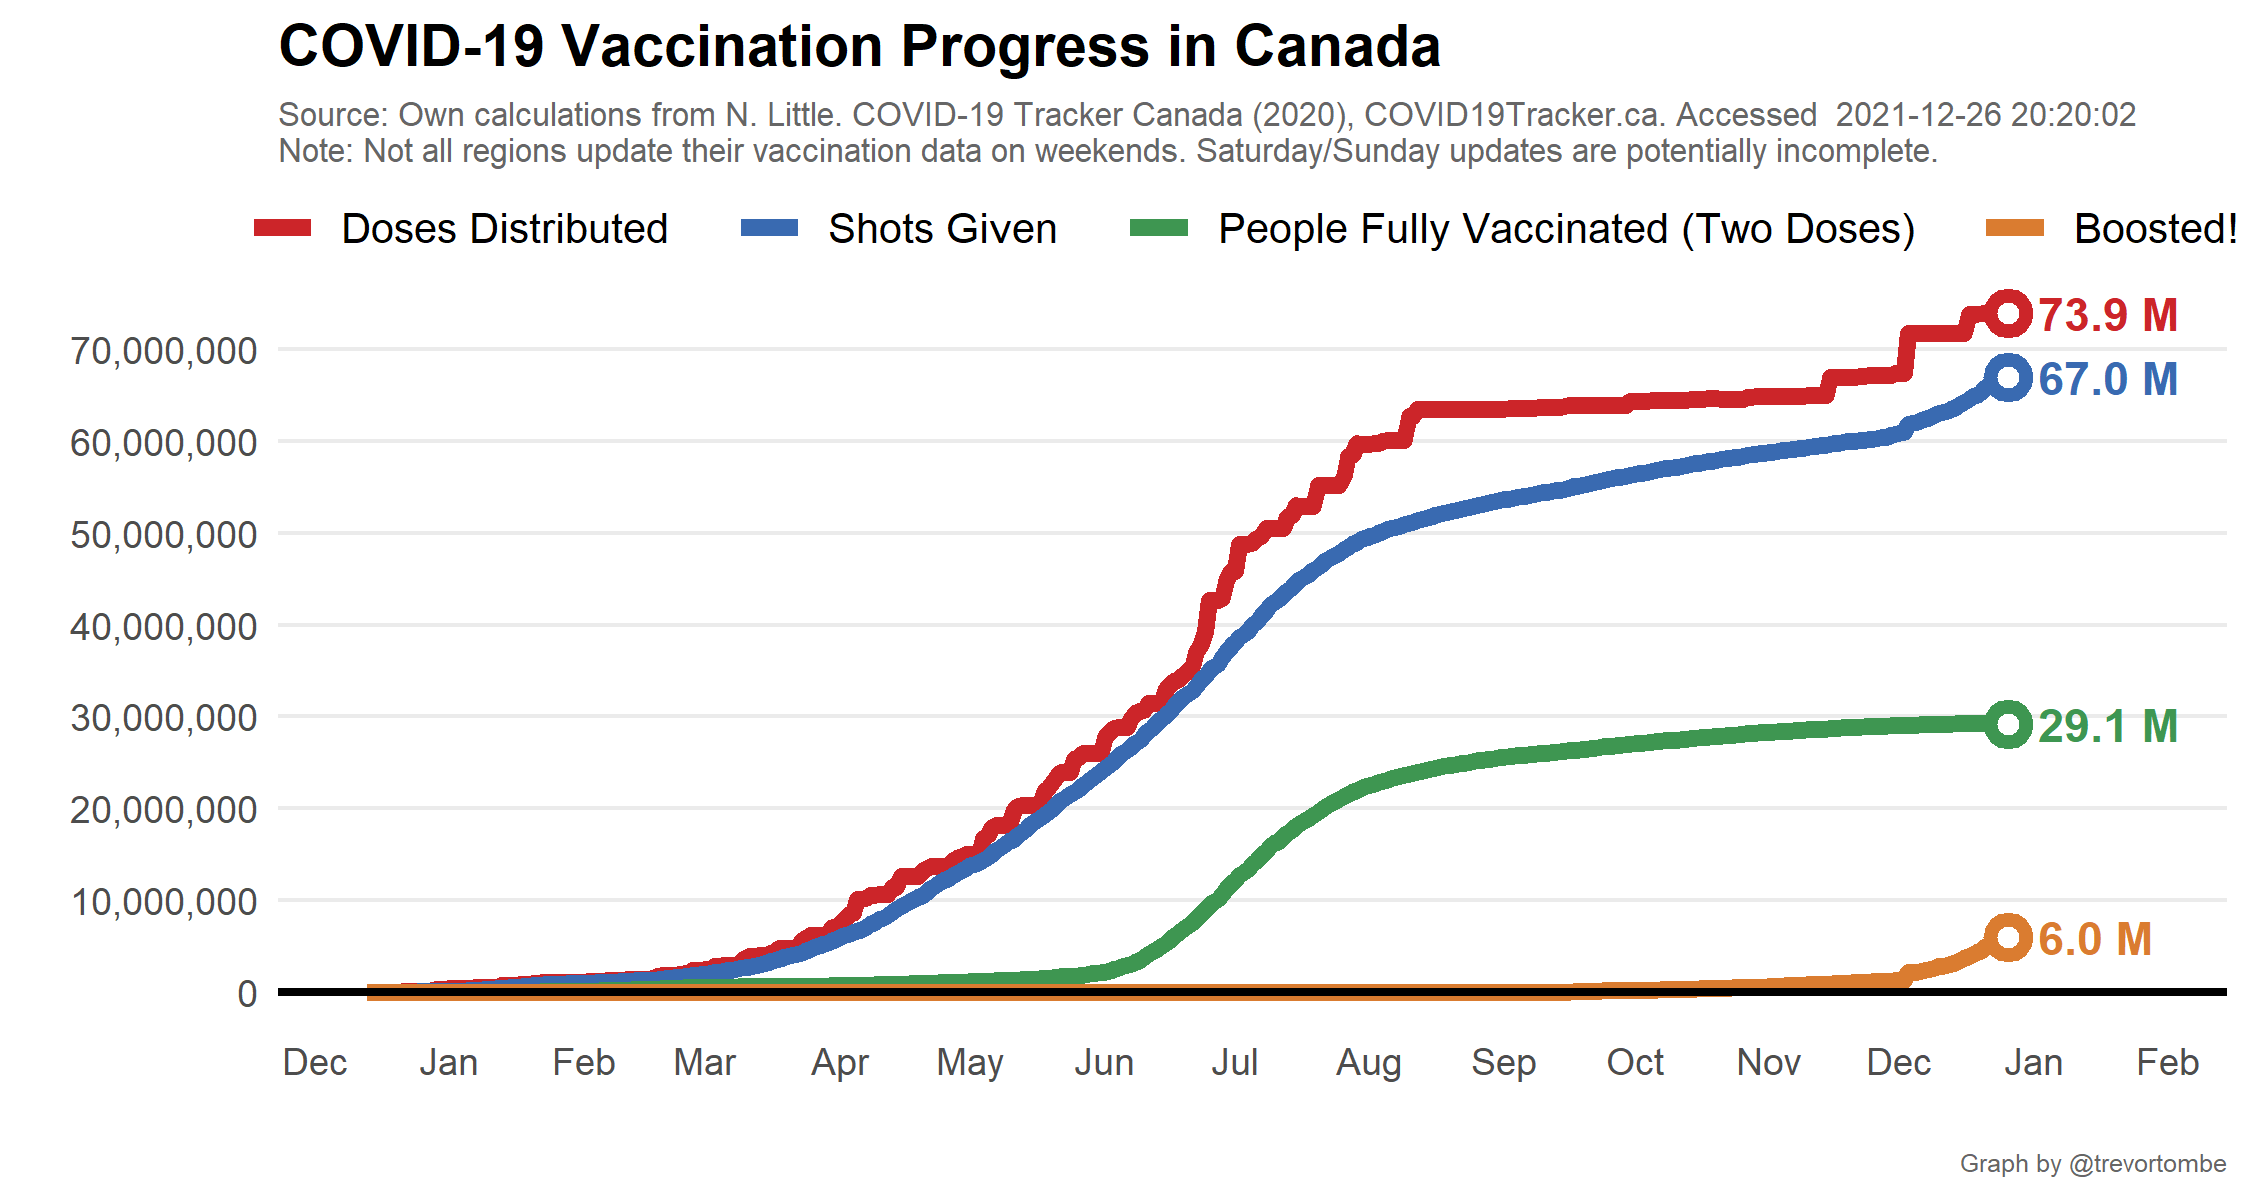 COVID-19 Vaccination Progress in Canada
Source: Own calculations from N. Little. COVID-19 Tracker Canada (2020), COVID19Tracker.ca. Accessed  2021-12-26 20:20:02
Note: Not all regions update their vaccination data on weekends. Saturday/Sunday updates are potentially incomplete.
Doses Distributed Shots Given People Fully Vaccinated (Two Doses) Boosted!
73.9 M
70,000,000
67.0 M
60,000,000
50,000,000
40,000,000
30,000,000
29.1 M
20,000,000
10,000,000
6.0 M
0
Dec Jan Feb Mar Apr May Jun Jul Aug Sep Oct Nov Dec Jan Feb
Graph by @trevortombe